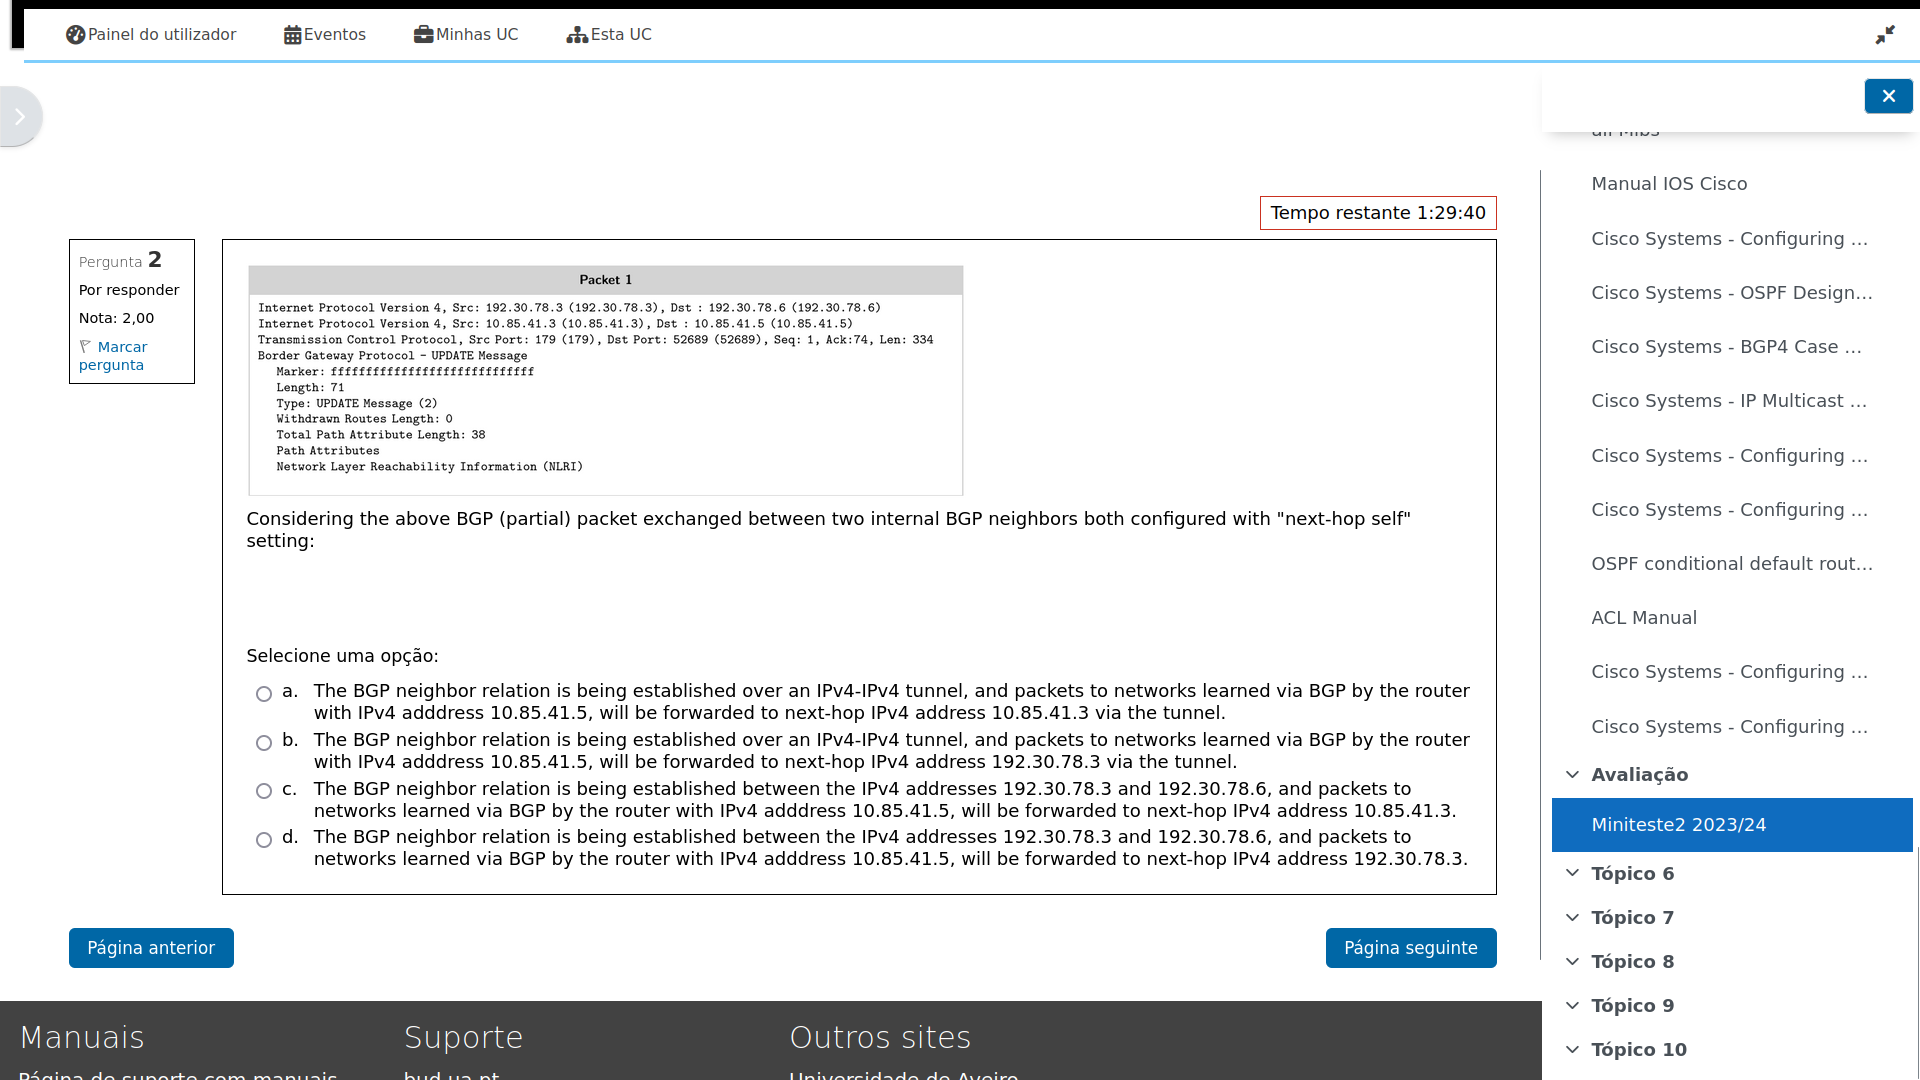 Painel do utilizador
Eventos
Minhas UC
Esta UC
Tempo restante 1:29:40
Pergunta 2
Por responder
Nota: 2,00
Marcar
pergunta
Packet 1
Internet Protocol Version 4, Src: 192.30.78.3 (192.30.78.3), Dst : 192.30.78.6 (192.30.78.6)
Internet Protocol Version 4, Src: 10.85.41.3 (10.85.41.3), Dst : 10.85.41.5 (10.85.41.5)
Transmission Control Protocol, Src Port: 179 (179), Dst Port: 52689 (52689), Seq: 1, Ack:74, Len: 334
Border Gateway Protocol - UPDATE Message
Marker: ffffffffffffffffffffffffffffff
Length: 71
Type: UPDATE Message (2)
Withdrawn Routes Length: 0
Total Path Attribute Length: 38
Path Attributes
Network Layer Reachability Information (NLRI)
Considering the above BGP (partial) packet exchanged between two internal BGP neighbors both configured with "next-hop self"
setting:
Selecione uma opção:
a. The BGP neighbor relation is being established over an IPv4-IPv4 tunnel, and packets to networks learned via BGP by the router
with IPv4 adddress 10.85.41.5, will be forwarded to next-hop IPv4 address 10.85.41.3 via the tunnel.
b. The BGP neighbor relation is being established over an IPv4-IPv4 tunnel, and packets to networks learned via BGP by the router
with IPv4 adddress 10.85.41.5, will be forwarded to next-hop IPv4 address 192.30.78.3 via the tunnel.
c. The BGP neighbor relation is being established between the IPv4 addresses 192.30.78.3 and 192.30.78.6, and packets to
networks learned via BGP by the router with IPv4 adddress 10.85.41.5, will be forwarded to next-hop IPv4 address 10.85.41.3.
d. The BGP neighbor relation is being established between the IPv4 addresses 192.30.78.3 and 192.30.78.6, and packets to
networks learned via BGP by the router with IPv4 adddress 10.85.41.5, will be forwarded to next-hop IPv4 address 192.30.78.3.
Página anterior
Página seguinte
all Mibs
Manual IOS Cisco
Cisco Systems - Configuring ...
Cisco Systems - OSPF Design...
Cisco Systems - BGP4 Case ...
Cisco Systems - IP Multicast ...
Cisco Systems - Configuring ...
Cisco Systems - Configuring ...
OSPF conditional default rout...
ACL Manual
Cisco Systems - Configuring ...
Cisco Systems - Configuring ...
Avaliação
Miniteste2 2023/24
Tópico 6
Tópico 7
Tópico 8
Tópico 9
Tópico 10
Manuais
Suporte
Outros sites
Página de suporte com manuais
bud.ua.pt
Universidade de Aveiro